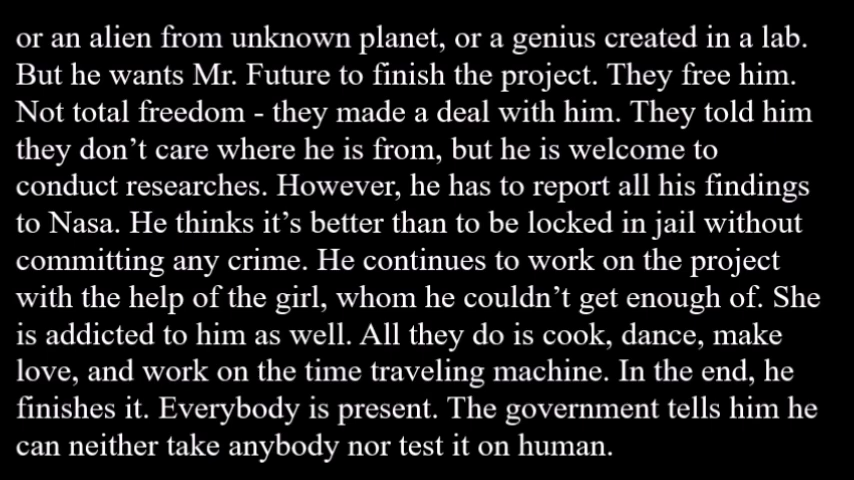 or an alien from unknown planet, or a genius created in a lab.
But he wants Mr. Future to finish the project. They free him.
Not total freedom - they made a deal with him. They told him
they don’t care where he is from, but he is welcome to
conduct researches. However, he has to report all his findings
to Nasa. He thinks it’s better than to be locked in jail without
committing any crime. He continues to work on the project
with the help of the girl, whom he couldn’t get enough of. She
is addicted to him as well. All they do is cook, dance, make
love, and work on the time traveling machine. In the end, he
finishes it. Everybody is present. The government tells him he
can neither take anybody nor test it on human.